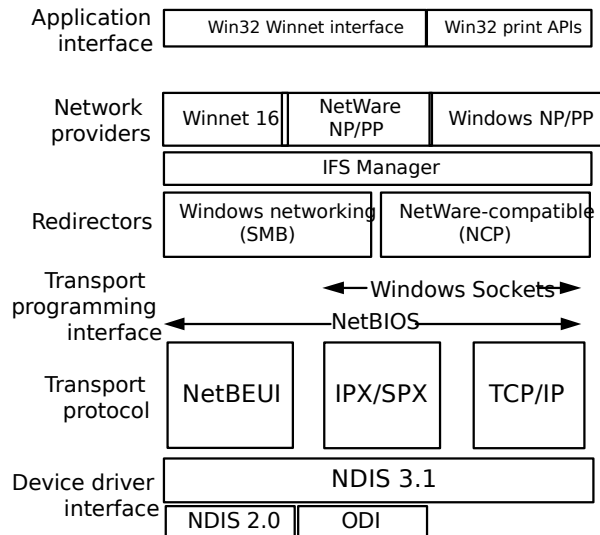 Application
interface
Win32 Winnet interface
Win32 print APIs
Network
providers
Winnet 16
NetWare
NP/PP
Windows NP/PP
IFS Manager
Redirectors
Windows networking
(SMB)
NetWare-compatible
(NCP)
Transport
programming
interface
Windows Sockets
NetBIOS
Transport
protocol
NetBEUI
IPX/SPX
TCP/IP
Device driver
interface
NDIS 3.1
NDIS 2.0
ODI